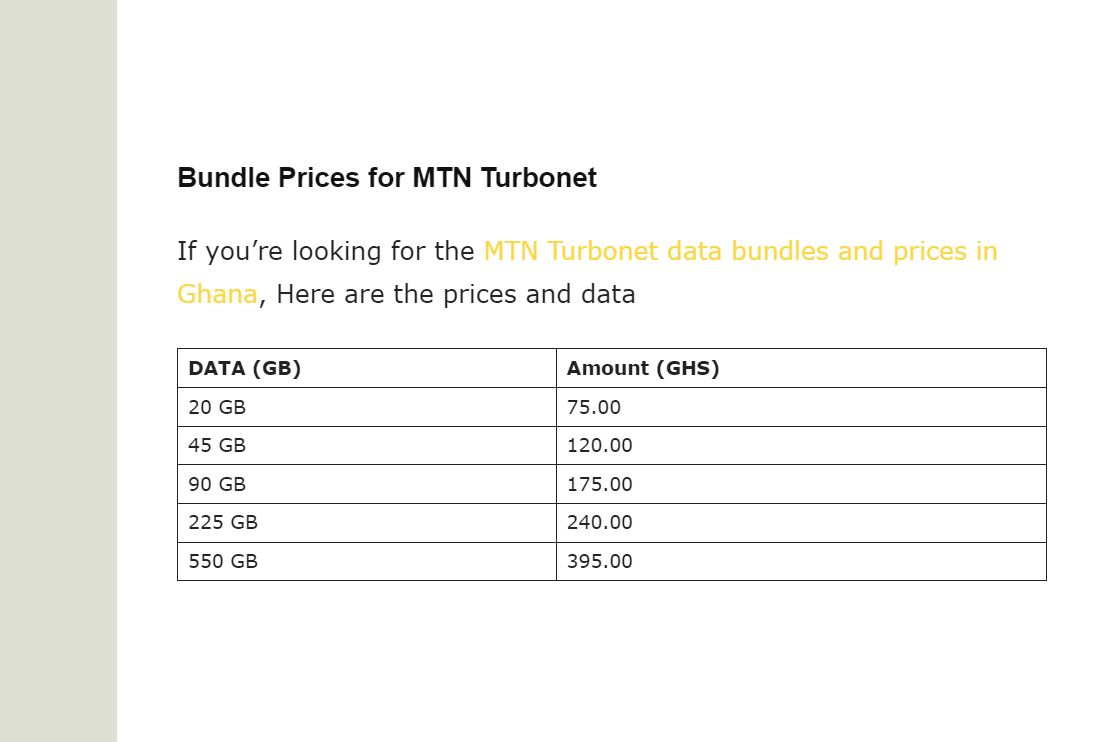 Bundle Prices for MTN Turbonet
If you’re looking for the MTN Turbonet data bundles and prices in
Ghana, Here are the prices and data
DATA (GB) Amount (GHS)
20 GB 75.00
45 GB 120.00
90 GB 175.00
225 GB 240.00
550 GB 395.00